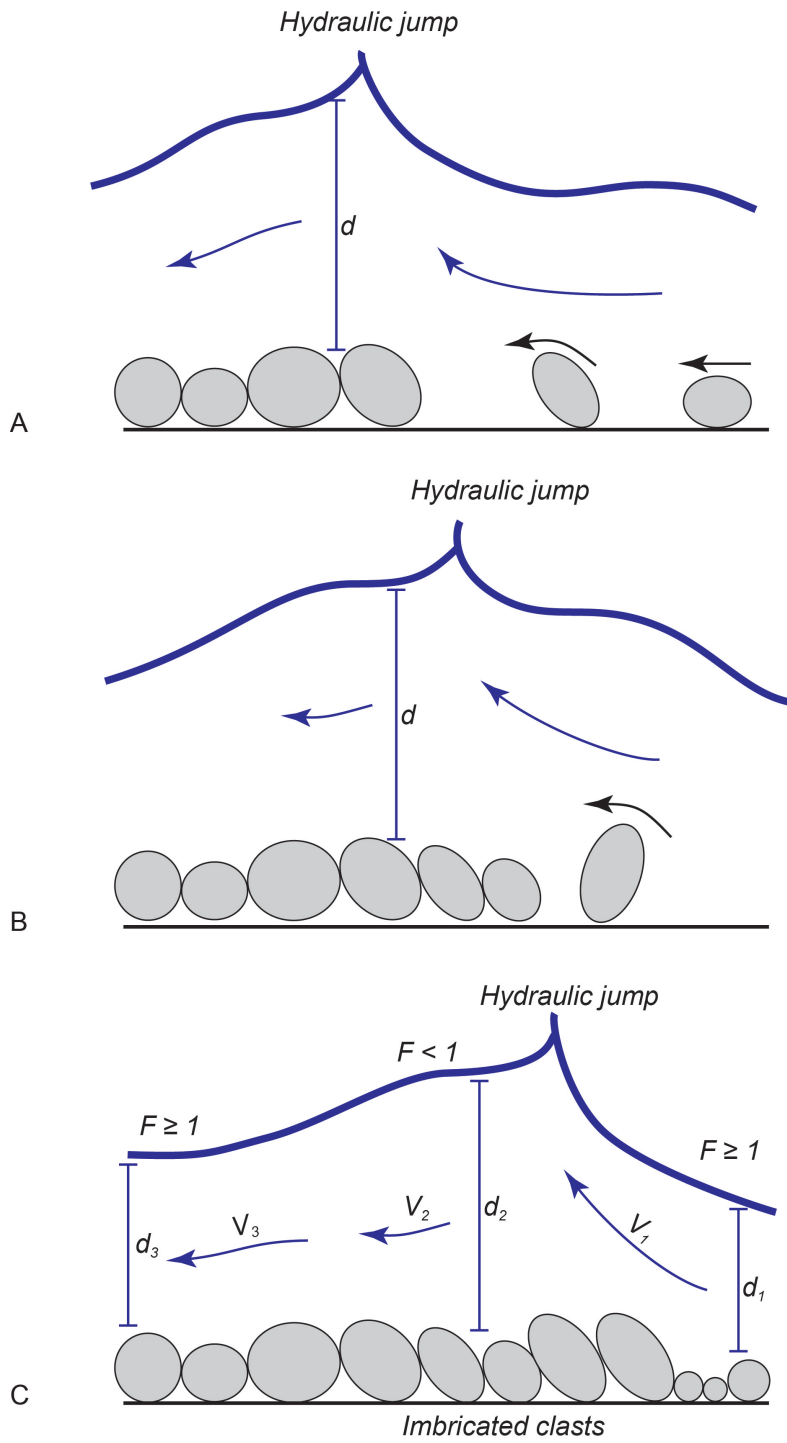 Hydraulic jump
d
A
Hydraulic jump
d
B
Hydraulic jump
F < 1
F ≥ 1
F ≥ 1
d₃
V₃
V₂
d₂
V₁
d₁
C
Imbricated clasts